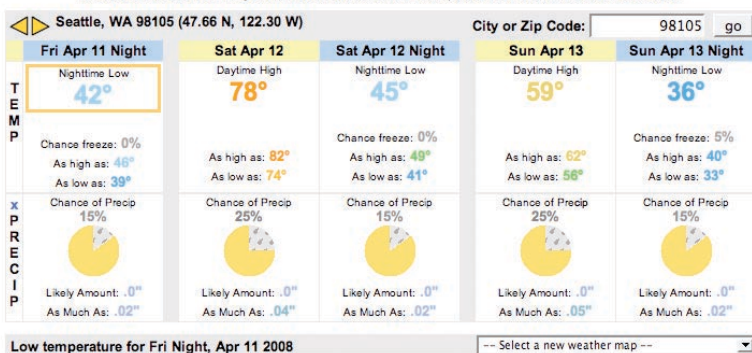 Seattle, WA 98105 (47.66 N, 122.30 W) City or Zip Code: 98105 go
Fri Apr 11 Night Sat Apr 12 Sat Apr 12 Night Sun Apr 13 Sun Apr 13 Night
TEMP
Nighttime Low Daytime High Nighttime Low Daytime High Nighttime Low
42° 78° 45° 59° 36°
Chance freeze: 0% Chance freeze: 0% Chance freeze: 5%
As high as: 46° As high as: 82° As high as: 49° As high as: 62° As high as: 40°
As low as: 39° As low as: 74° As low as: 41° As low as: 56° As low as: 33°
x PRECIP
Chance of Precip Chance of Precip Chance of Precip Chance of Precip Chance of Precip
15% 25% 15% 25% 15%
Likely Amount: .0" Likely Amount: .0" Likely Amount: .0" Likely Amount: .0" Likely Amount: .0"
As Much As: .02" As Much As: .04" As Much As: .02" As Much As: .05" As Much As: .02"
Low temperature for Fri Night, Apr 11 2008 -- Select a new weather map --